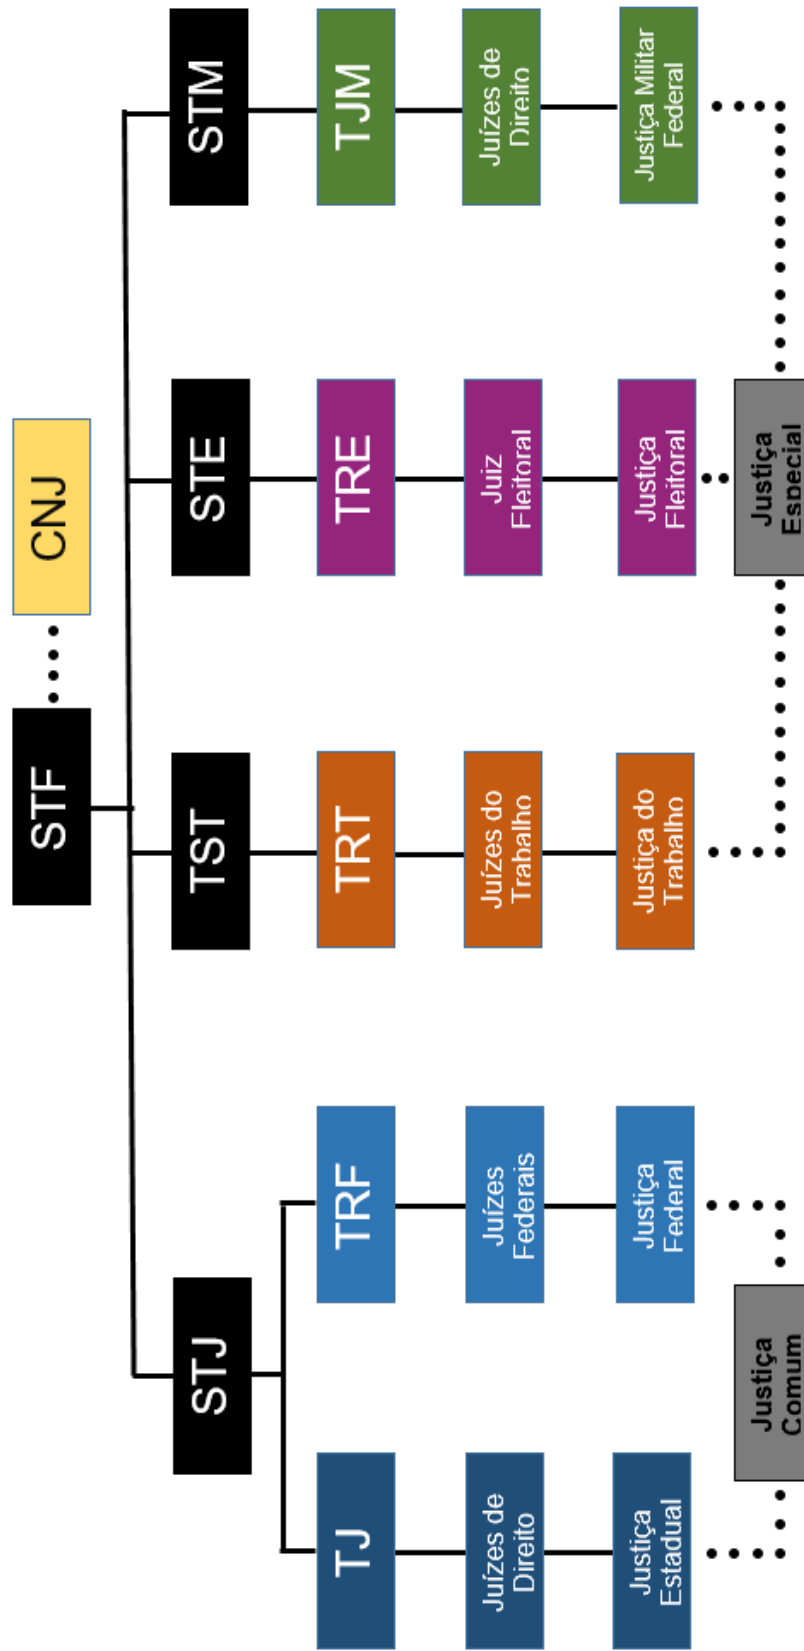 STF
CNJ
STJ
TST
STE
STM
TJ
TRF
TRT
TRE
TJM
Juízes de
Direito
Juízes
Federais
Juízes do
Trabalho
Juiz
Fleitoral
Juízes de
Direito
Justiça
Estadual
Justiça
Federal
Justiça do
Trabalho
Justiça
Fleitoral
Justiça Militar
Federal
Justiça
Comum
Justiça
Especial